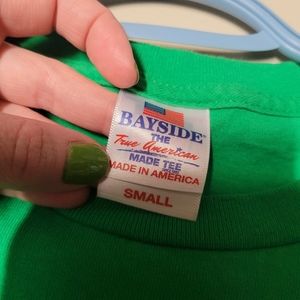 BAYSIDE
THE
True American
MADE TEE
MADE IN AMERICA
SMALL